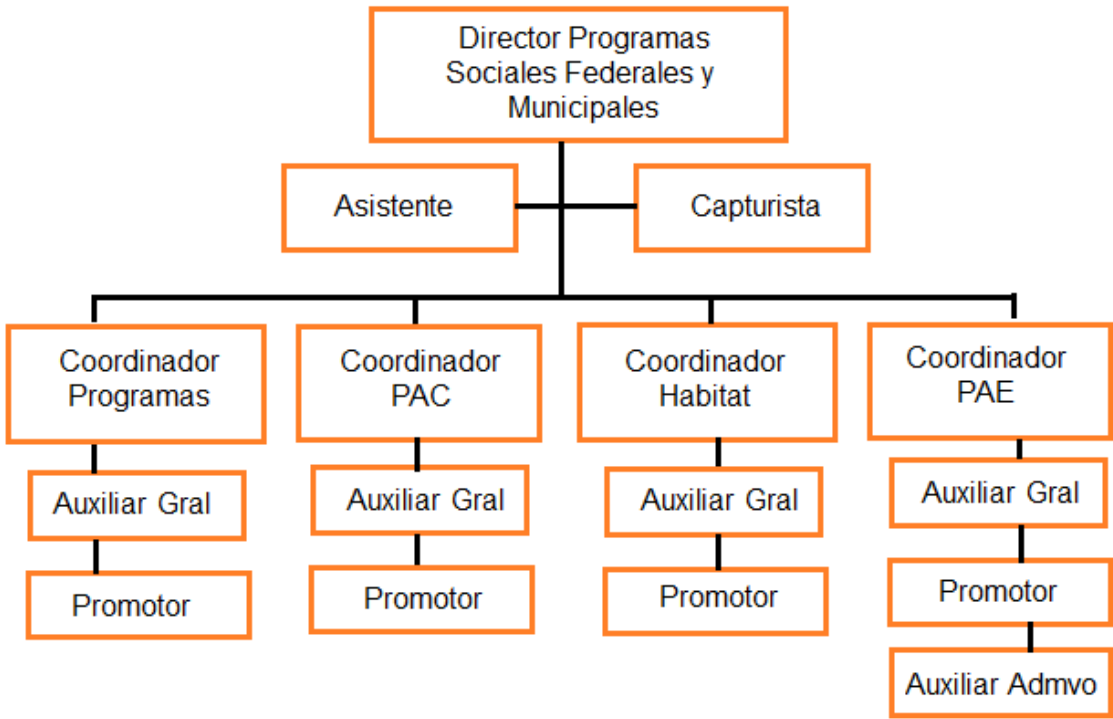 Director Programas
Sociales Federales y
Municipales
Asistente
Capturista
Coordinador
Programas
Coordinador
PAC
Coordinador
Habitat
Coordinador
PAE
Auxiliar Gral
Auxiliar Gral
Auxiliar Gral
Auxiliar Gral
Promotor
Promotor
Promotor
Promotor
Auxiliar Admvo